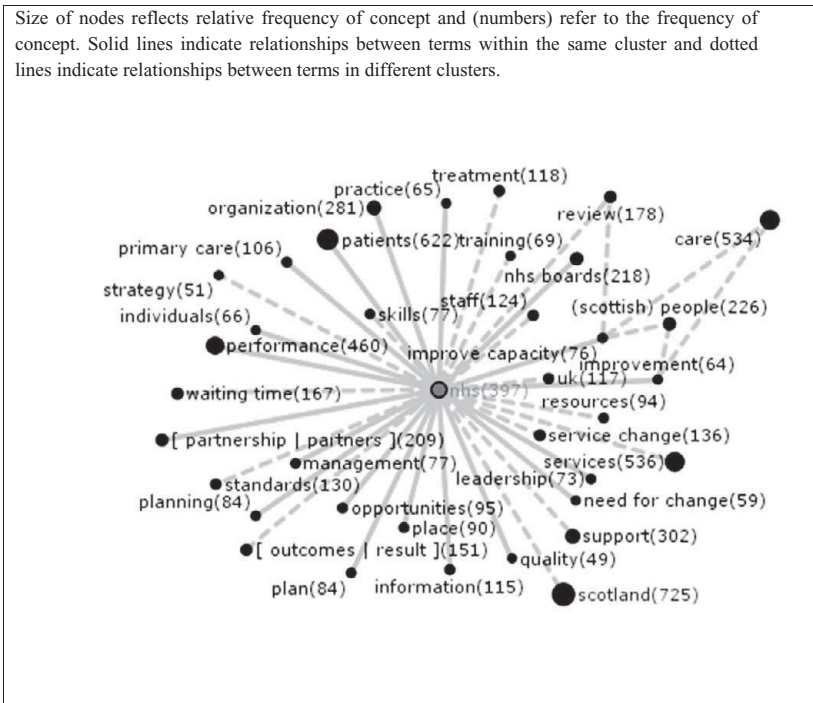 Size of nodes reflects relative frequency of concept and (numbers) refer to the frequency of
concept. Solid lines indicate relationships between terms within the same cluster and dotted
lines indicate relationships between terms in different clusters.
treatment(118)
practice(65)
organization(281)
review(178)
patients(622)
training(69)
care(534)
primary care(106)
nhs boards(218)
strategy(51)
staff(124)
(scottish) people(226)
individuals(66)
skills(77)
performance(460)
improve capacity(76)
improvement(64)
uk(117)
waiting time(167)
nhs(397)
resources(94)
[ partnership | partners ](209)
service change(136)
management(77)
services(536)
standards(130)
leadership(73)
planning(84)
opportunities(95)
need for change(59)
place(90)
support(302)
[ outcomes | result ](151)
quality(49)
plan(84)
information(115)
scotland(725)